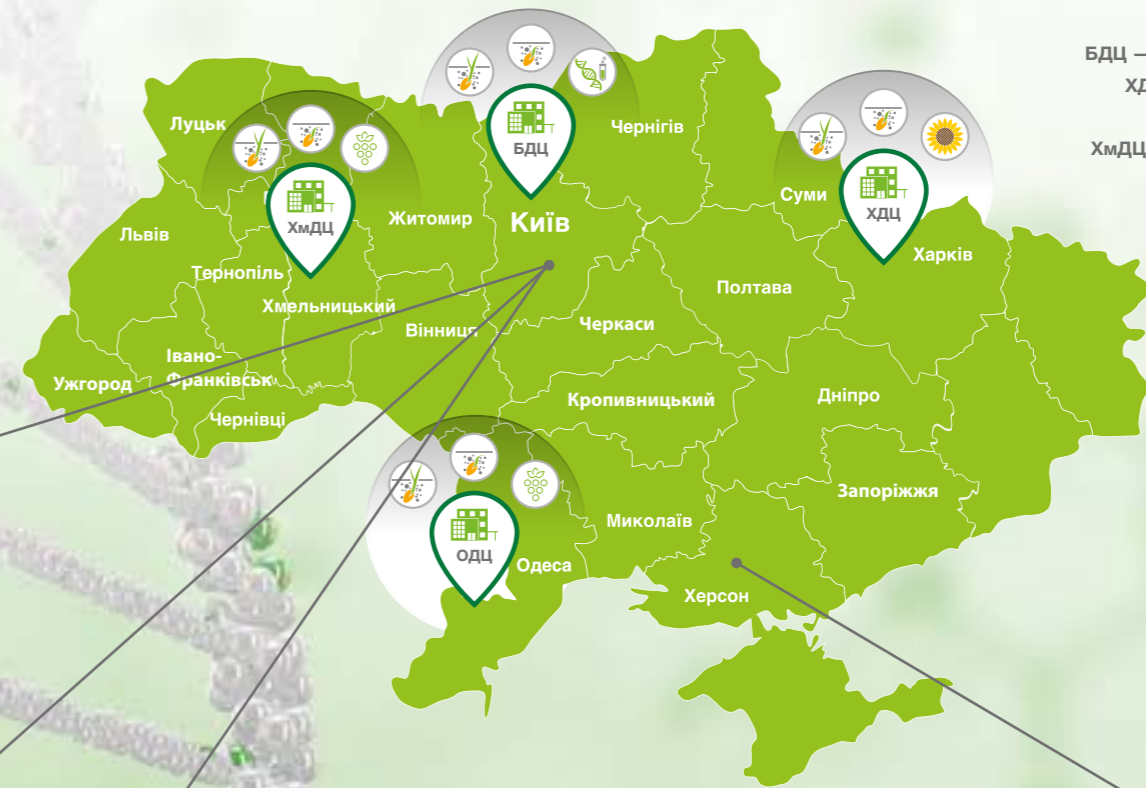 БДЦ —
ХД
ХмДЦ
БДЦ
Чернігів
Луцьк
ХмДЦ
Житомир
Київ
Суми
ХДЦ
Львів
Тернопіль
Харків
Хмельницький
Полтава
Вінниця
Черкаси
Івано-
Франківськ
Ужгород
Чернівці
Кропивницький
Дніпро
Запоріжжя
Миколаїв
ОДЦ
Одеса
Херсон